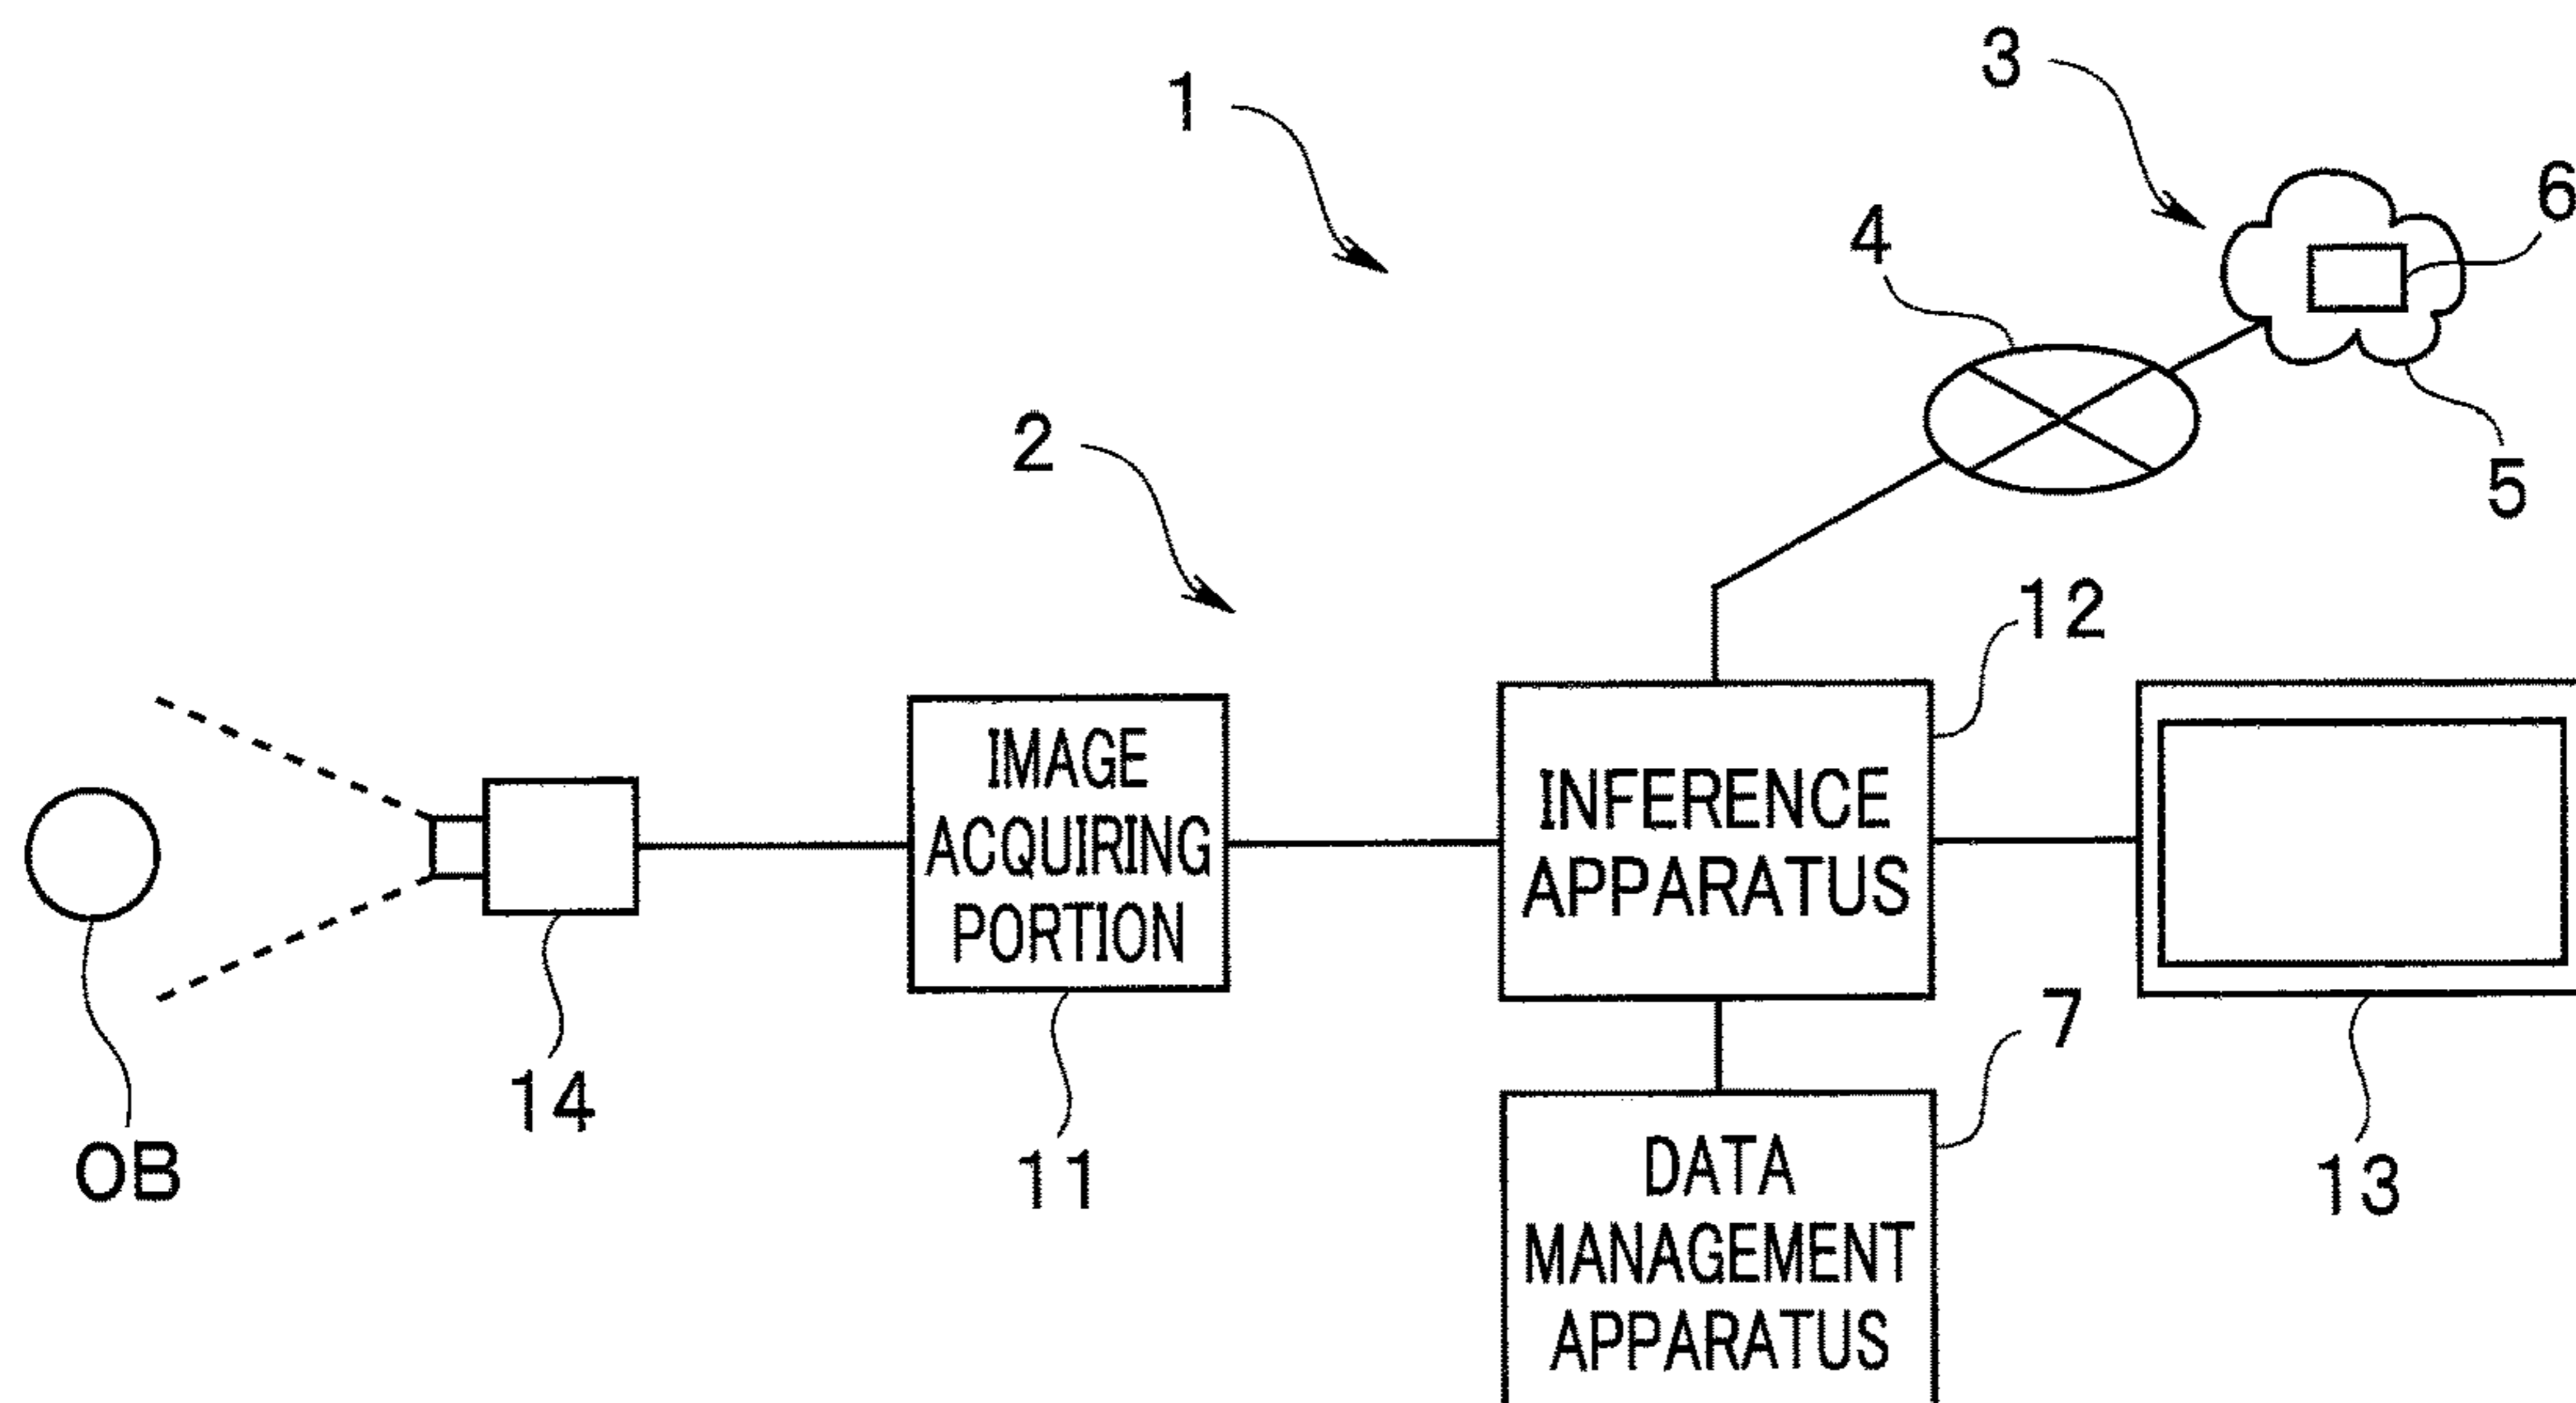 3
1
6
4
2
5
12
IMAGE
ACQUIRING
PORTION
INFERENCE
APPARATUS
7
14
OB
11
13
DATA
MANAGEMENT
APPARATUS